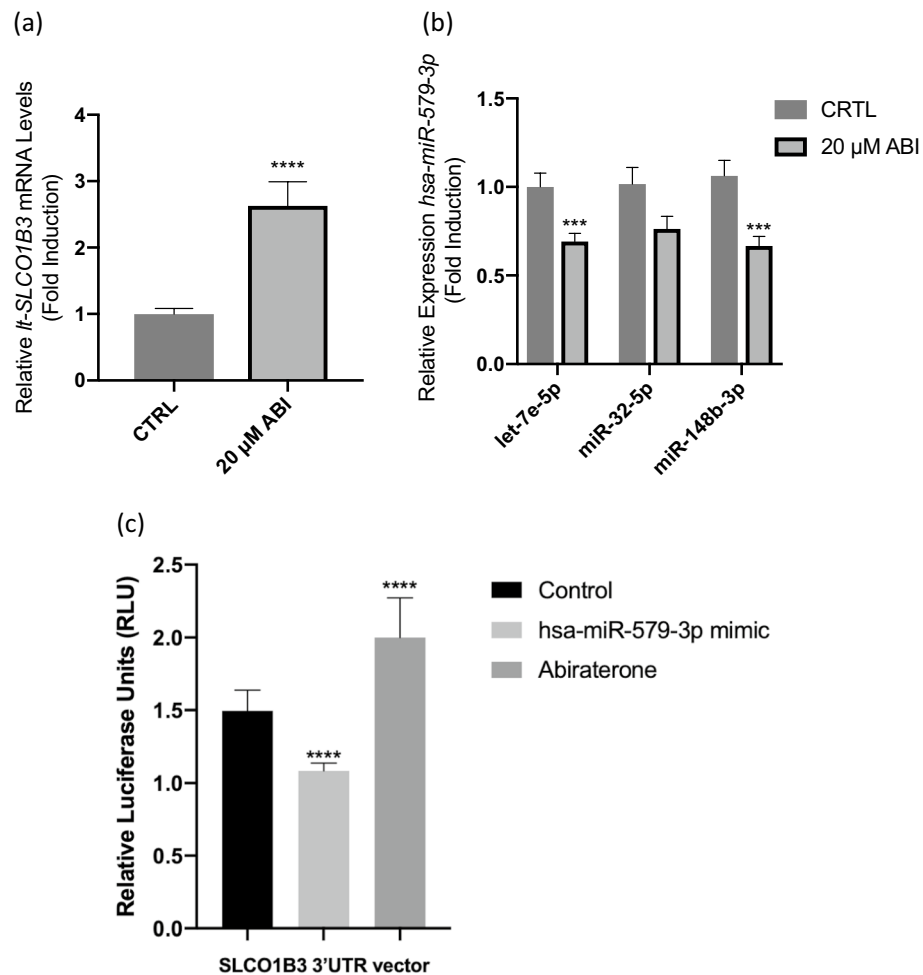 (a)
Relative lt-SLCO1B3 mRNA Levels
(Fold Induction)
4
3
2
1
0
****
CTRL
20 µM ABI
(b)
Relative Expression hsa-miR-579-3p
(Fold Induction)
1.5
1.0
0.5
0.0
***
***
let-7e-5p
miR-32-5p
miR-148b-3p
CRTL
20 µM ABI
(c)
Relative Luciferase Units (RLU)
2.5
2.0
1.5
1.0
0.5
0.0
****
****
SLCO1B3 3'UTR vector
Control
hsa-miR-579-3p mimic
Abiraterone